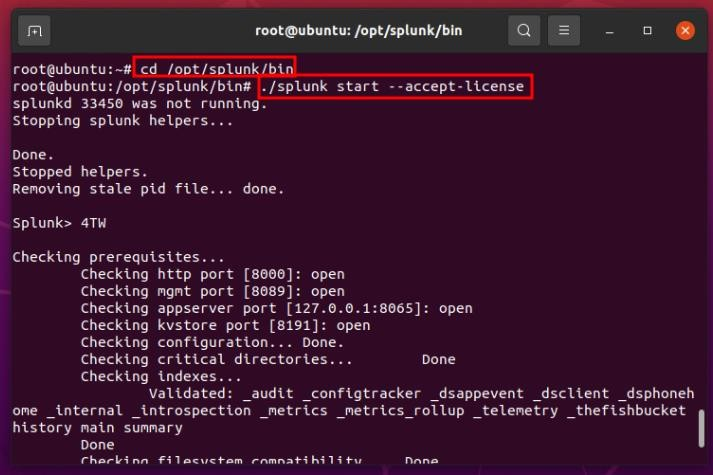 root@ubuntu: /opt/splunk/bin
root@ubuntu:~# cd /opt/splunk/bin
root@ubuntu:/opt/splunk/bin# ./splunk start --accept-license
splunkd 33450 was not running.
Stopping splunk helpers...
Done.
Stopped helpers.
Removing stale pid file... done.
Splunk> 4TW
Checking prerequisites...
Checking http port [8000]: open
Checking mgmt port [8089]: open
Checking appserver port [127.0.0.1:8065]: open
Checking kvstore port [8191]: open
Checking configuration... Done.
Checking critical directories... Done
Checking indexes...
Validated: _audit _configtracker _dsappevent _dsclient _dsphoneh
ome _internal _introspection _metrics _metrics_rollup _telemetry _thefishbucket
history main summary
Done
Checking filesystem compatibility... Done